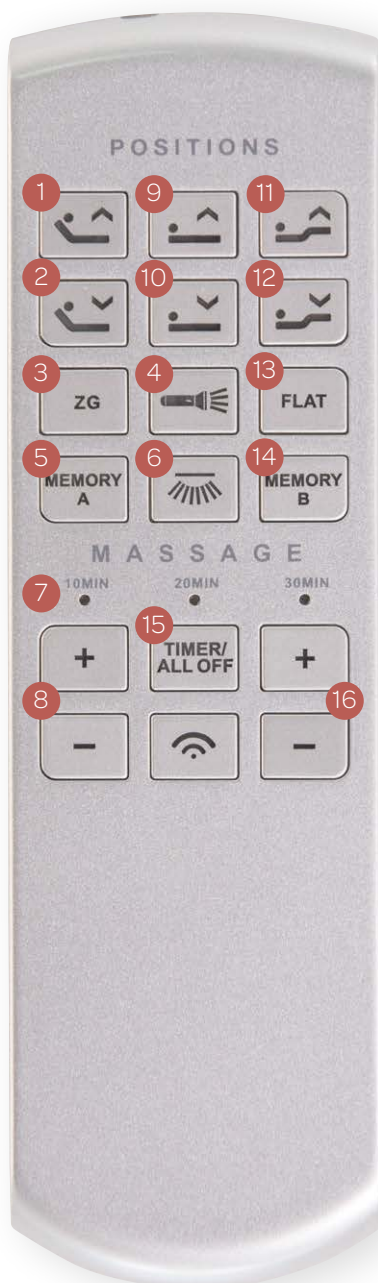 POSITIONS
1 9 11
2 10 12
3 4 13
ZG FLAT
5 6 14
MEMORY A MEMORY B
MASSAGE
7 10MIN 20MIN 30MIN
15
+ TIMER/ ALL OFF +
8 16
- -